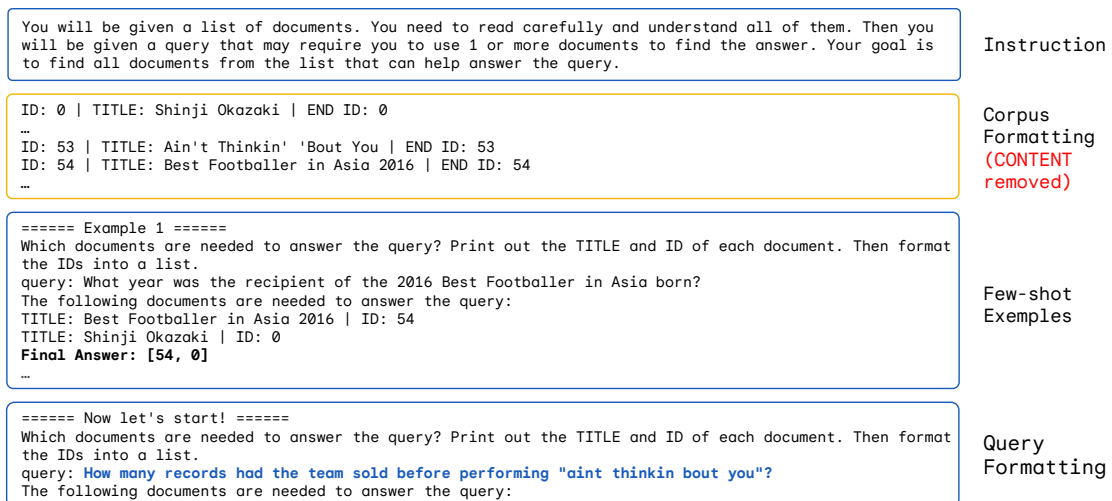 You will be given a list of documents. You need to read carefully and understand all of them. Then you
will be given a query that may require you to use 1 or more documents to find the answer. Your goal is
to find all documents from the list that can help answer the query.
Instruction
ID: 0 | TITLE: Shinji Okazaki | END ID: 0
…
ID: 53 | TITLE: Ain't Thinkin' 'Bout You | END ID: 53
ID: 54 | TITLE: Best Footballer in Asia 2016 | END ID: 54
…
Corpus
Formatting
(CONTENT
removed)
====== Example 1 ======
Which documents are needed to answer the query? Print out the TITLE and ID of each document. Then format
the IDs into a list.
query: What year was the recipient of the 2016 Best Footballer in Asia born?
The following documents are needed to answer the query:
TITLE: Best Footballer in Asia 2016 | ID: 54
TITLE: Shinji Okazaki | ID: 0
Final Answer: [54, 0]
…
Few-shot
Exemples
====== Now let's start! ======
Which documents are needed to answer the query? Print out the TITLE and ID of each document. Then format
the IDs into a list.
query: How many records had the team sold before performing "aint thinkin bout you"?
The following documents are needed to answer the query:
Query
Formatting